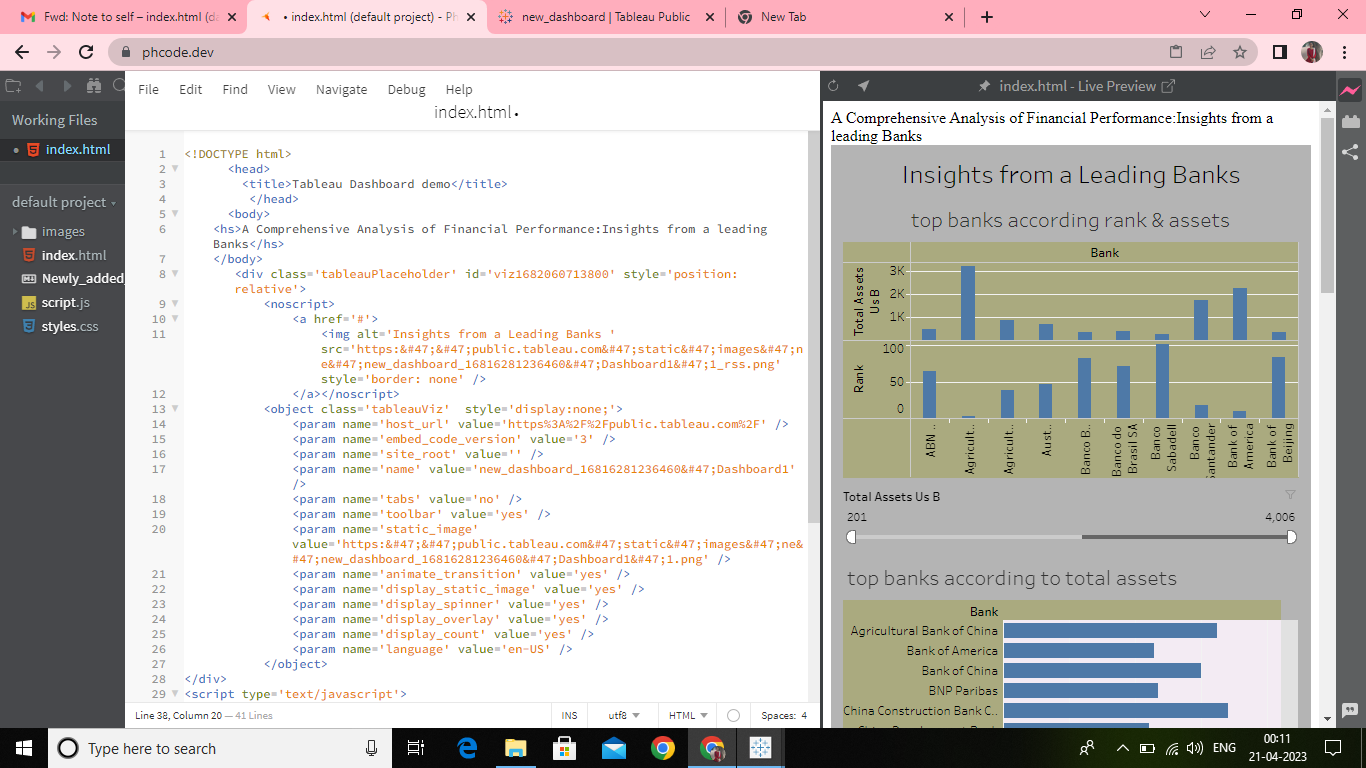 Fwd: Note to self – index.html (da
• index.html (default project) - Ph
new_dashboard | Tableau Public
New Tab
phcode.dev
File Edit Find View Navigate Debug Help
index.html •
index.html - Live Preview
Working Files
index.html
default project
images
index.html
Newly_added_
script.js
styles.css
1 <!DOCTYPE html>
2 <head>
3 <title>Tableau Dashboard demo</title>
4 </head>
5 <body>
6 <hs>A Comprehensive Analysis of Financial Performance:Insights from a leading
Banks</hs>
7 </body>
8 <div class='tableauPlaceholder' id='viz1682060713800' style='position:
relative'>
9 <noscript>
10 <a href='#'>
11 <img alt='Insights from a Leading Banks '
src='https:&#47;&#47;public.tableau.com&#47;static&#47;images&#47;n
e&#47;new_dashboard_16816281236460&#47;Dashboard1&#47;1_rss.png'
style='border: none' />
12 </a></noscript>
13 <object class='tableauViz'  style='display:none;'>
14 <param name='host_url' value='https%3A%2F%2Fpublic.tableau.com%2F' />
15 <param name='embed_code_version' value='3' />
16 <param name='site_root' value='' />
17 <param name='name' value='new_dashboard_16816281236460&#47;Dashboard1'
/>
18 <param name='tabs' value='no' />
19 <param name='toolbar' value='yes' />
20 <param name='static_image'
value='https:&#47;&#47;public.tableau.com&#47;static&#47;images&#47;ne&
#47;new_dashboard_16816281236460&#47;Dashboard1&#47;1.png' />
21 <param name='animate_transition' value='yes' />
22 <param name='display_static_image' value='yes' />
23 <param name='display_spinner' value='yes' />
24 <param name='display_overlay' value='yes' />
25 <param name='display_count' value='yes' />
26 <param name='language' value='en-US' />
27 </object>
28 </div>
29 <script type='text/javascript'>
Line 38, Column 20 — 41 Lines
INS
utf8
HTML
Spaces: 4
A Comprehensive Analysis of Financial Performance:Insights from a
leading Banks
Insights from a Leading Banks
top banks according rank & assets
Bank
Total Assets
Us B
3K
2K
1K
Rank
100
50
0
ABN ..
Agricult..
Agricult..
Aust..
Banco B..
Banco do
Brasil SA
Banco
Sabadell
Banco
Santander
Bank of
America
Bank of
Beijing
Total Assets Us B
201 4,006
top banks according to total assets
Bank
Agricultural Bank of China
Bank of America
Bank of China
BNP Paribas
China Construction Bank C..
Type here to search
ENG
00:11
21-04-2023